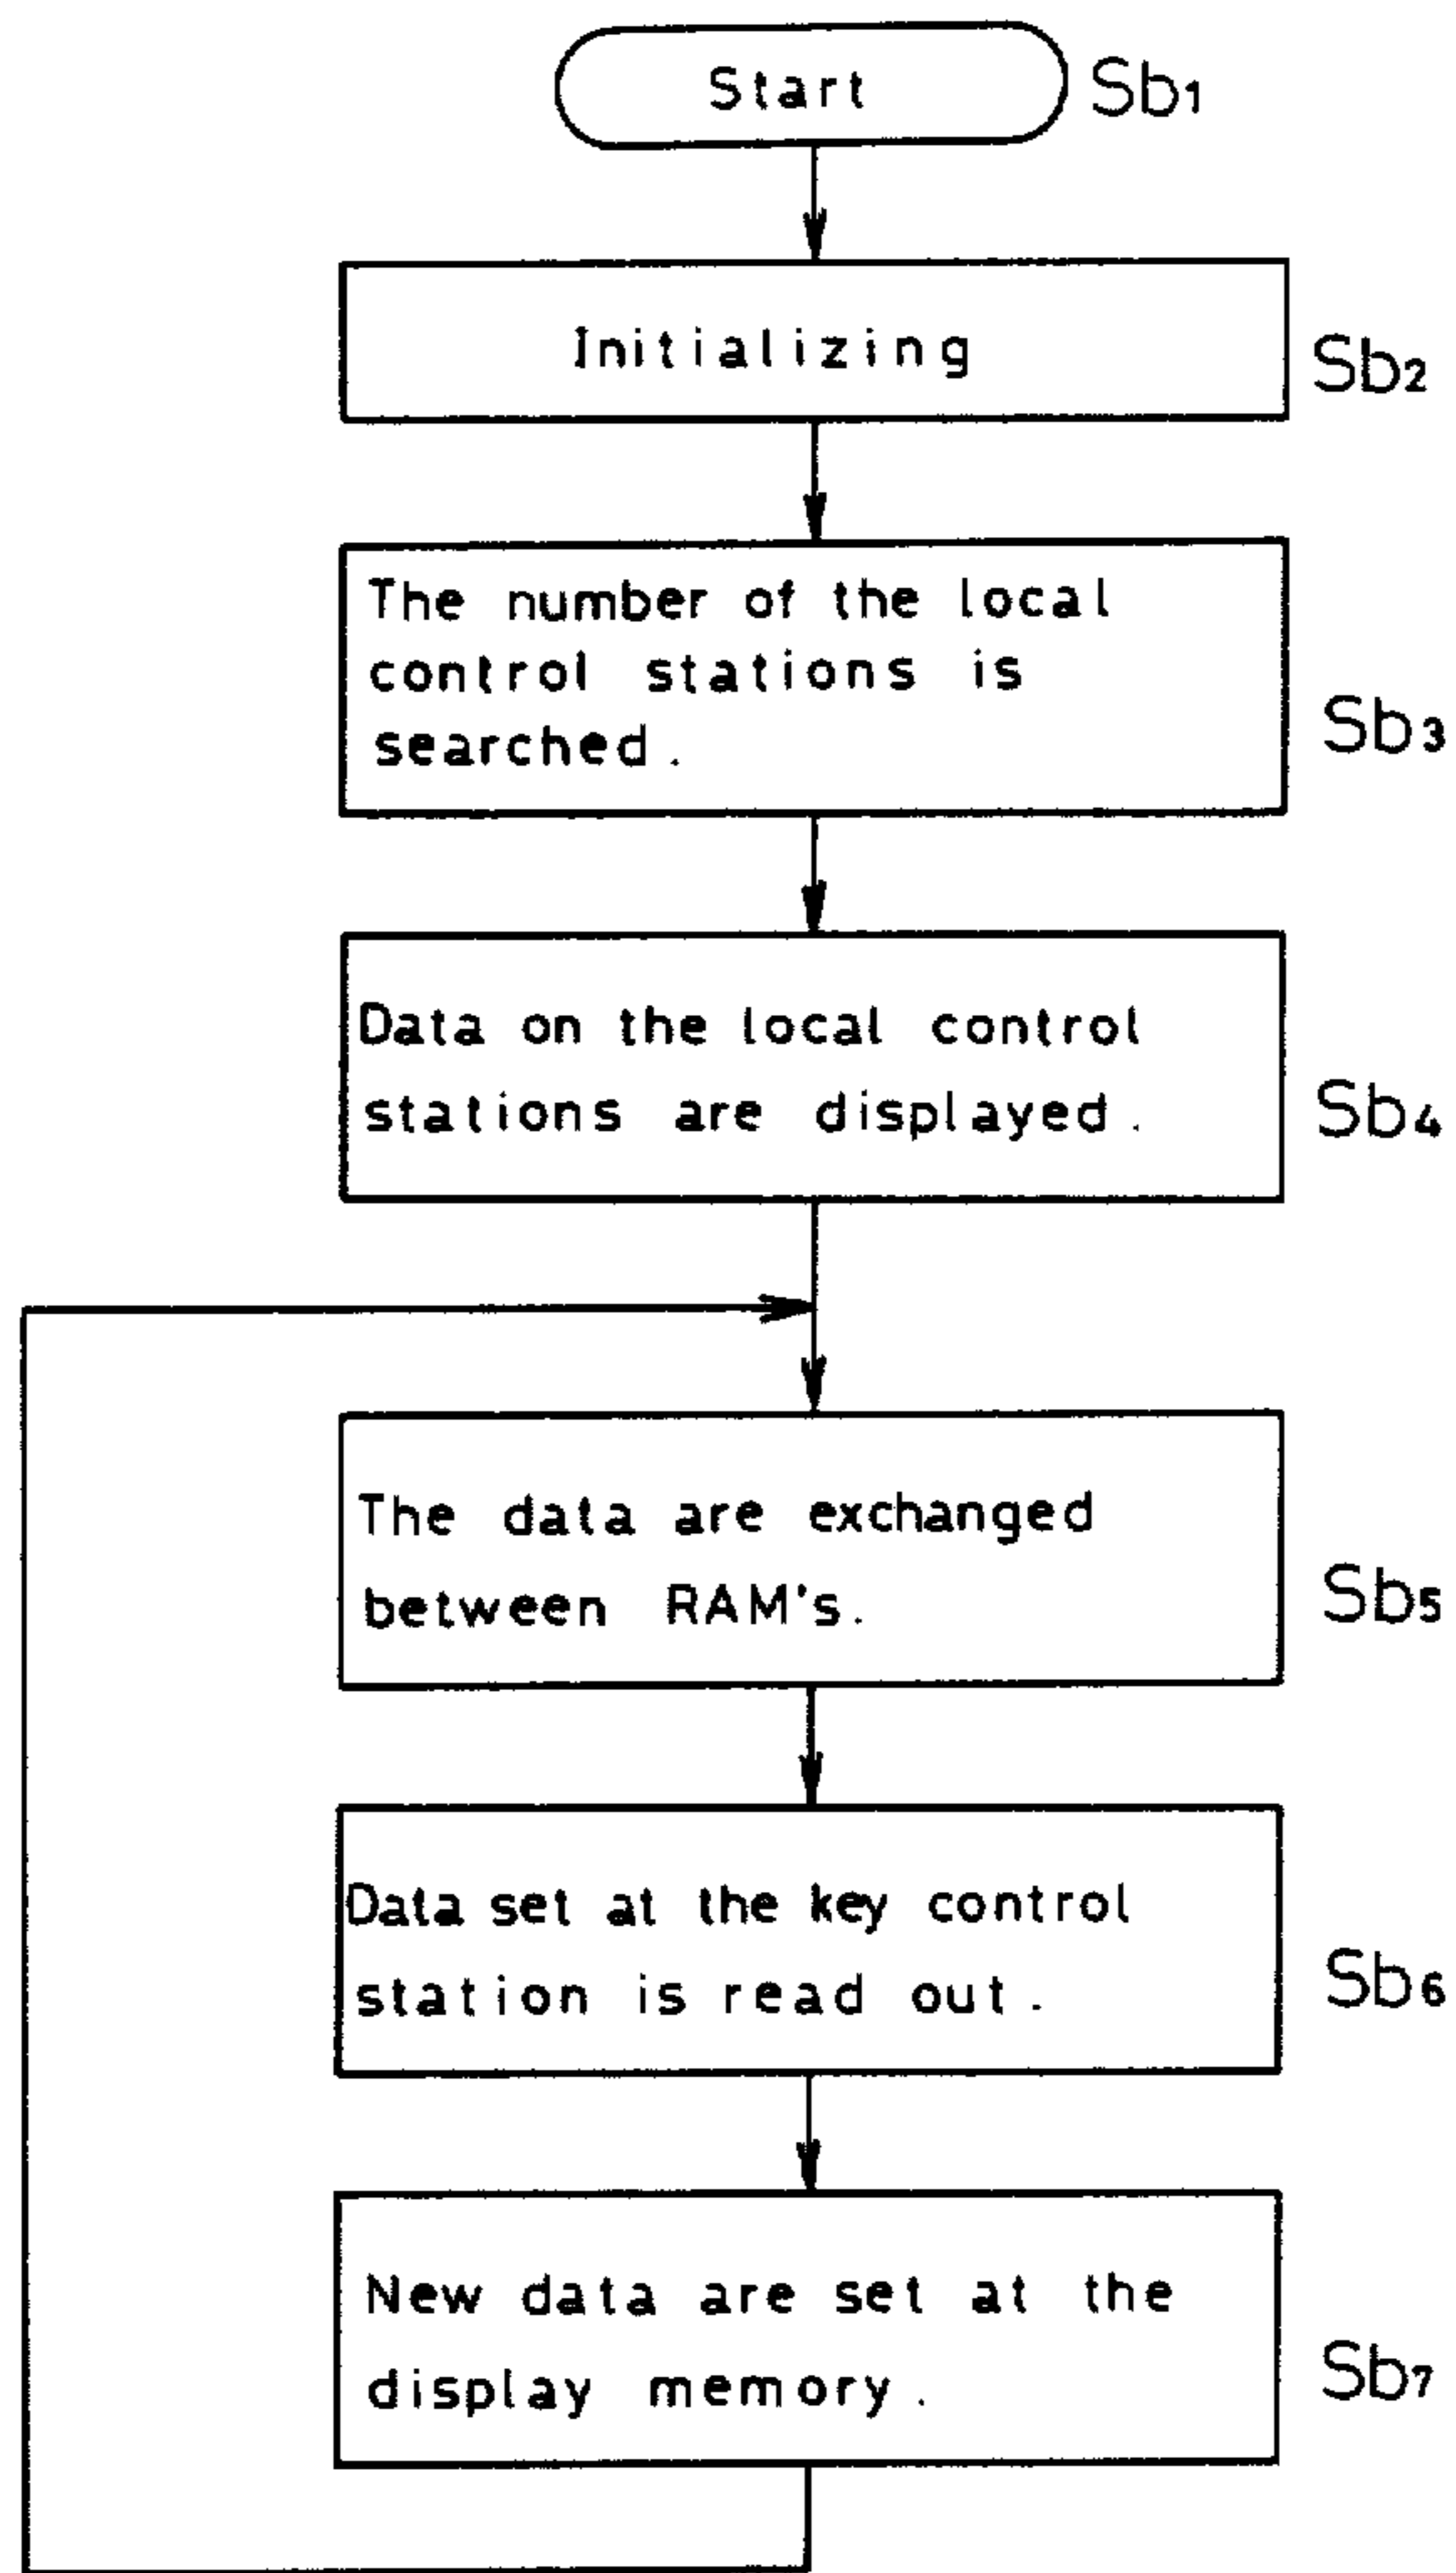 Start Sb1
Initializing
Sb2
The number of the local
control stations is
searched.
Sb3
Data on the local control
stations are displayed.
Sb4
The data are exchanged
between RAM's.
Sb5
Data set at the key control
station is read out.
Sb6
New data are set at the
display memory.
Sb7